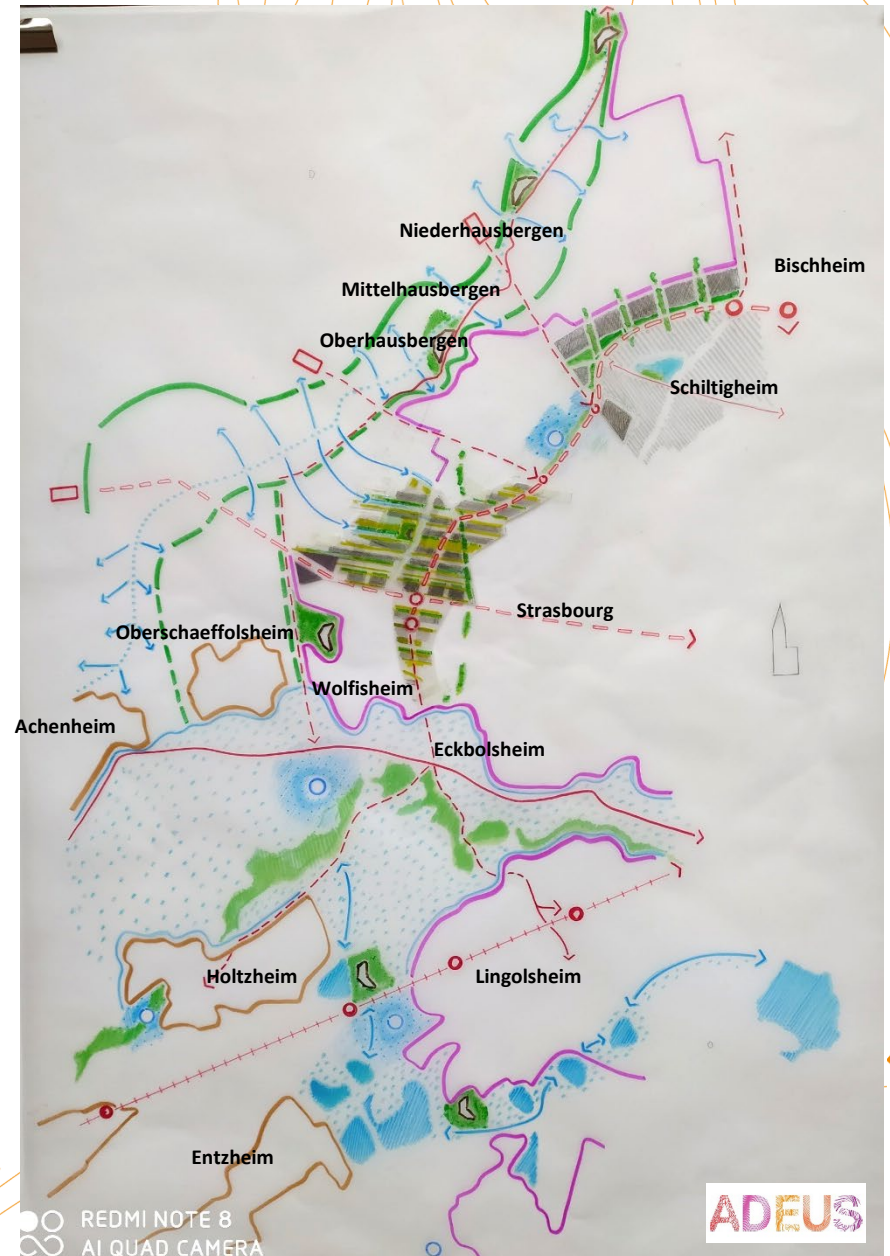 Niederhausbergen
Bischheim
Mittelhausbergen
Oberhausbergen
Schiltigheim
Strasbourg
Oberschaeffolsheim
Wolfisheim
Achenheim
Eckbolsheim
Holtzheim
Lingolsheim
Entzheim
REDMI NOTE 8
AI QUAD CAMERA
ADEUS